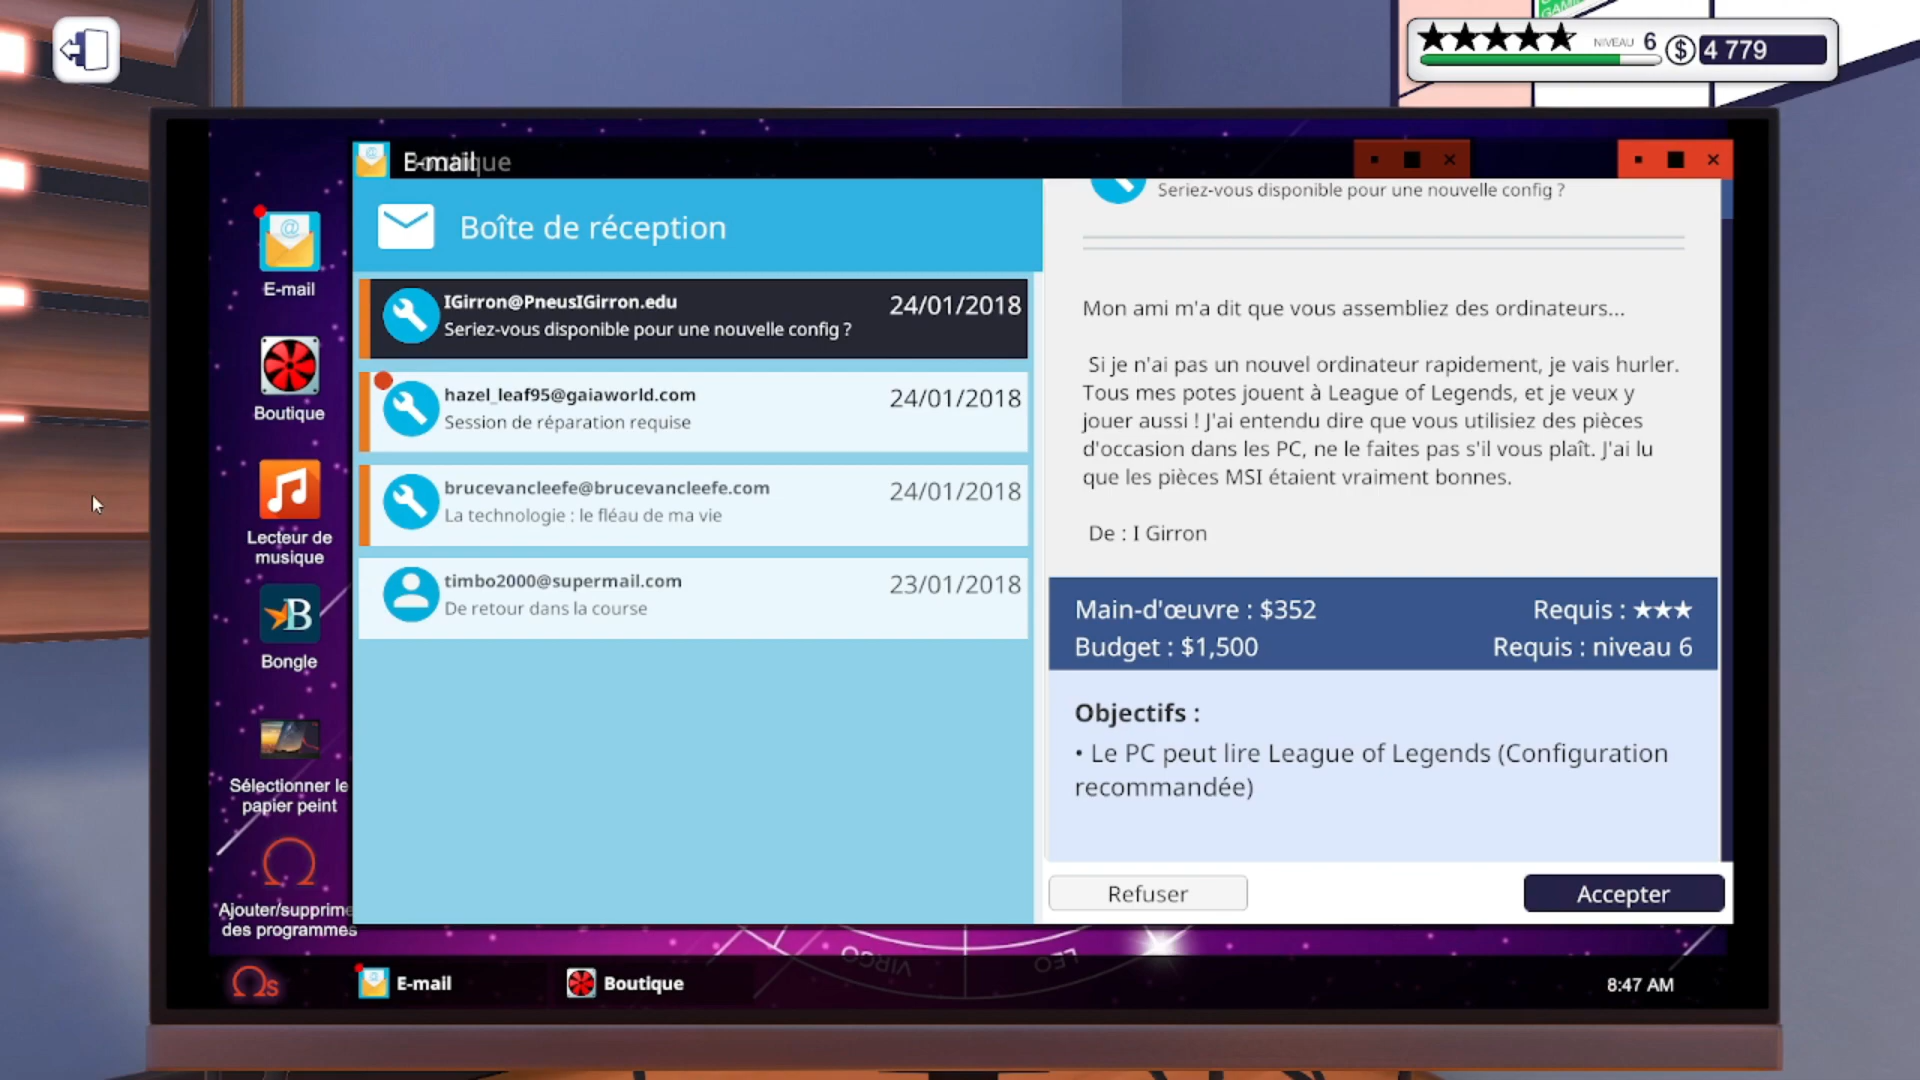 NIVEAU 6
$ 4 779
E-mail
Boutique
Seriez-vous disponible pour une nouvelle config ?
Boîte de réception
IGirron@PneusIGirron.edu
24/01/2018
Seriez-vous disponible pour une nouvelle config ?
hazel_leaf95@gaiaworld.com
24/01/2018
Session de réparation requise
brucevancleefe@brucevancleefe.com
24/01/2018
La technologie : le fléau de ma vie
timbo2000@supermail.com
23/01/2018
De retour dans la course
E-mail
Boutique
Lecteur de
musique
B
Bongle
Sélectionner le
papier peint
Ajouter/supprime
des programmes
Mon ami m'a dit que vous assembliez des ordinateurs...
Si je n'ai pas un nouvel ordinateur rapidement, je vais hurler.
Tous mes potes jouent à League of Legends, et je veux y
jouer aussi ! J'ai entendu dire que vous utilisiez des pièces
d'occasion dans les PC, ne le faites pas s'il vous plaît. J'ai lu
que les pièces MSI étaient vraiment bonnes.
De : I Girron
Main-d'œuvre : $352
Requis : ★★★
Budget : $1,500
Requis : niveau 6
Objectifs :
• Le PC peut lire League of Legends (Configuration
recommandée)
Refuser
Accepter
VIRGO
LEO
Ωs
E-mail
Boutique
8:47 AM